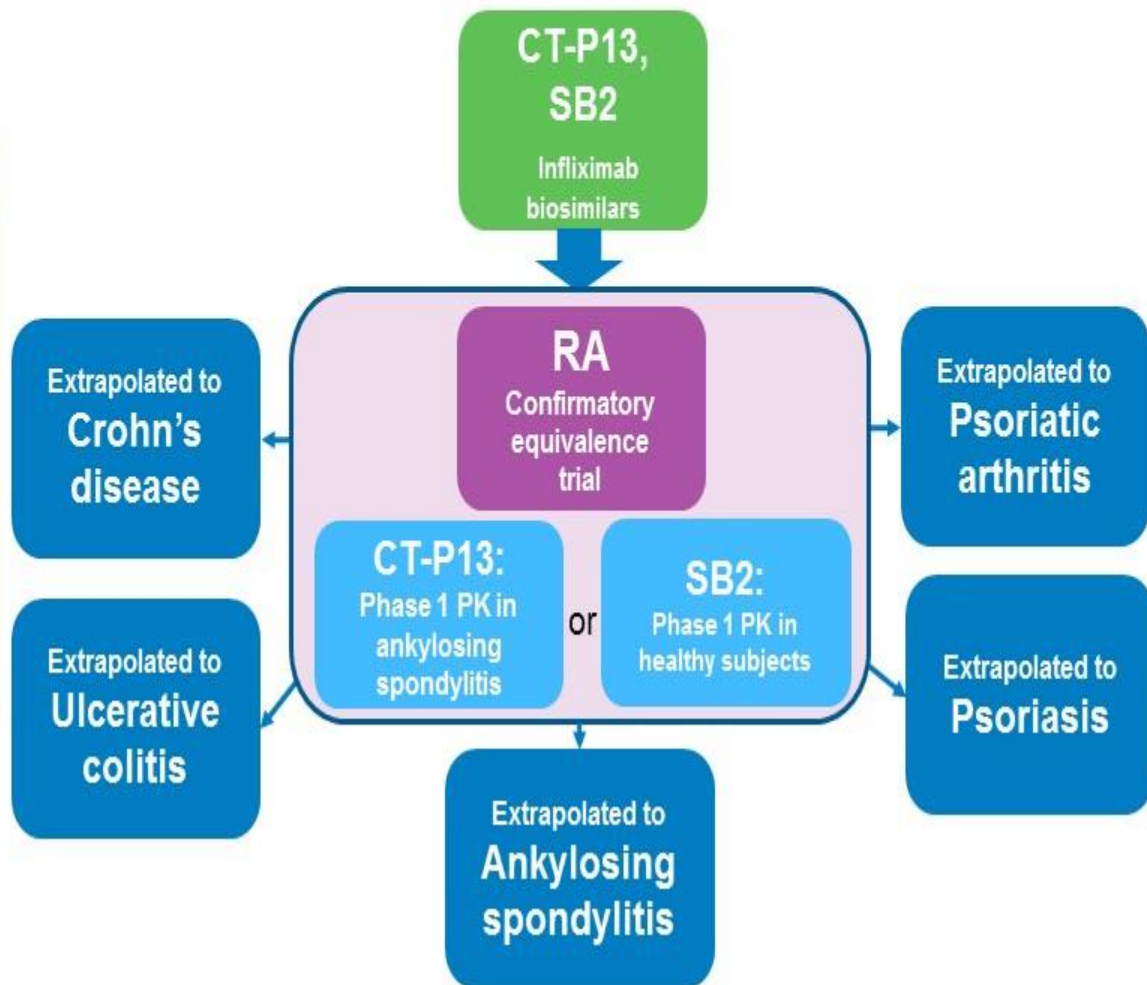 CT-P13,
SB2
Infliximab
biosimilars
RA
Confirmatory
equivalence
trial
CT-P13:
Phase 1 PK in
ankylosing
spondylitis
or
SB2:
Phase 1 PK in
healthy subjects
Extrapolated to
Crohn's
disease
Extrapolated to
Ulcerative
colitis
Extrapolated to
Ankylosing
spondylitis
Extrapolated to
Psoriatic
arthritis
Extrapolated to
Psoriasis